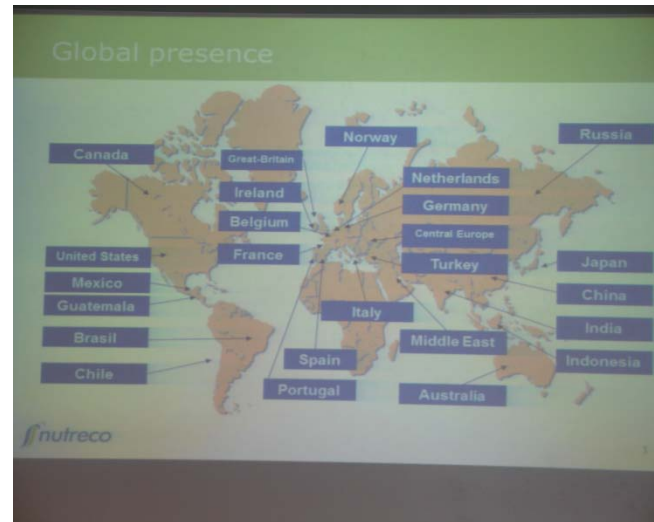 Global presence
Norway
Russia
Canada
Great-Britain
Netherlands
Ireland
Germany
Belgium
Central Europe
United States
France
Turkey
Japan
Mexico
China
Guatemala
Italy
India
Brasil
Middle East
Spain
Indonesia
Chile
Portugal
Australia
nutreco